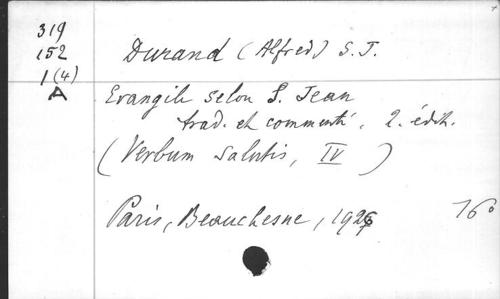 319
152
1(4)
A
Durand (Alfred) S. J.
Evangile selon S. Jean
trad. et commenté, 2. édit.
(Verbum Salutis, IV)
Paris, Beauchesne,
16°